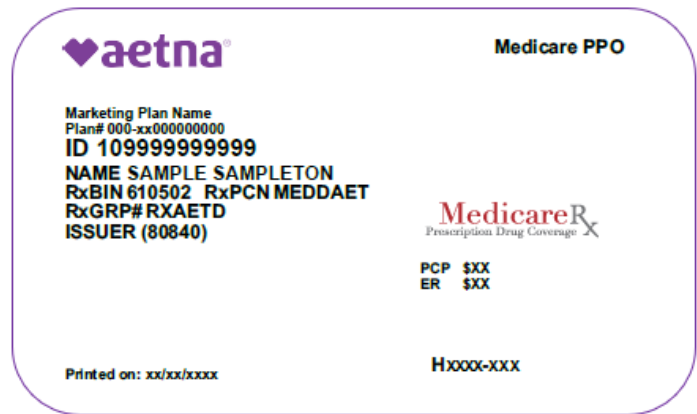 aetna®
Medicare PPO
Marketing Plan Name
Plan# 000-xx000000000
ID 109999999999
NAME SAMPLE SAMPLETON
RxBIN 610502 RxPCN MEDDAET
RxGRP# RXAETD
ISSUER (80840)
MedicareRx
Prescription Drug Coverage
PCP $XX
ER $XX
Printed on: xx/xx/xxxx
Hxxxx-xxx